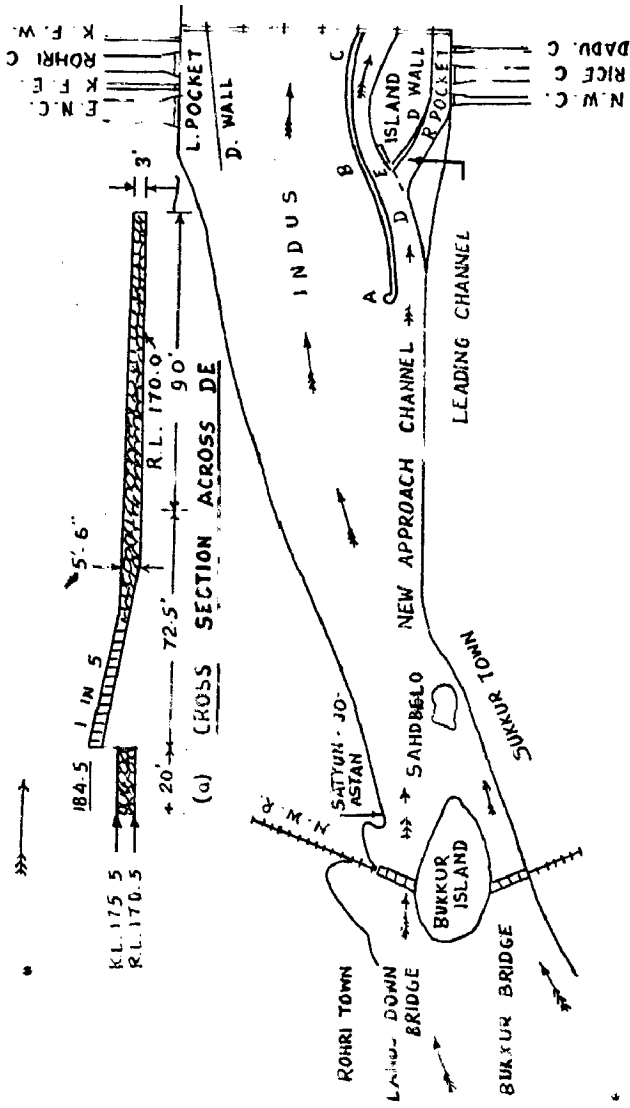 184.5
1 IN 5
5'-6"
3'
R.L. 170.0'
K.L. 175.5
R.L. 170.5
20'
72.5'
90'
(a) CROSS SECTION ACROSS DE
E.N.C.
K F E
ROHRI C
K F W.
L. POCKET
D. WALL
ROHRI TOWN
BRIDGE
N.W.R.
SATYUN-JO-
ASTAN
BUKKUR
ISLAND
SAHDBELO
BUKKUR BRIDGE
SUKKUR TOWN
INDUS
NEW APPROACH CHANNEL
LEADING CHANNEL
A
B
C
D
E
ISLAND
D WALL
R POCKET
N.W.C.
RICE C
DADU. C